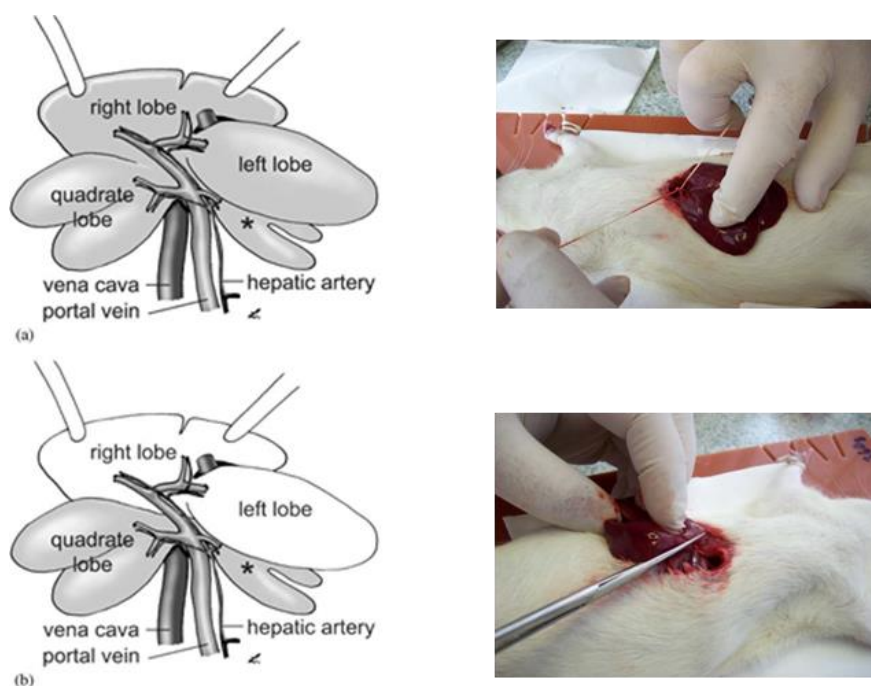 right lobe
left lobe
quadrate
lobe
*
vena cava
hepatic artery
portal vein
(a)
right lobe
left lobe
quadrate
lobe
*
vena cava
hepatic artery
portal vein
(b)